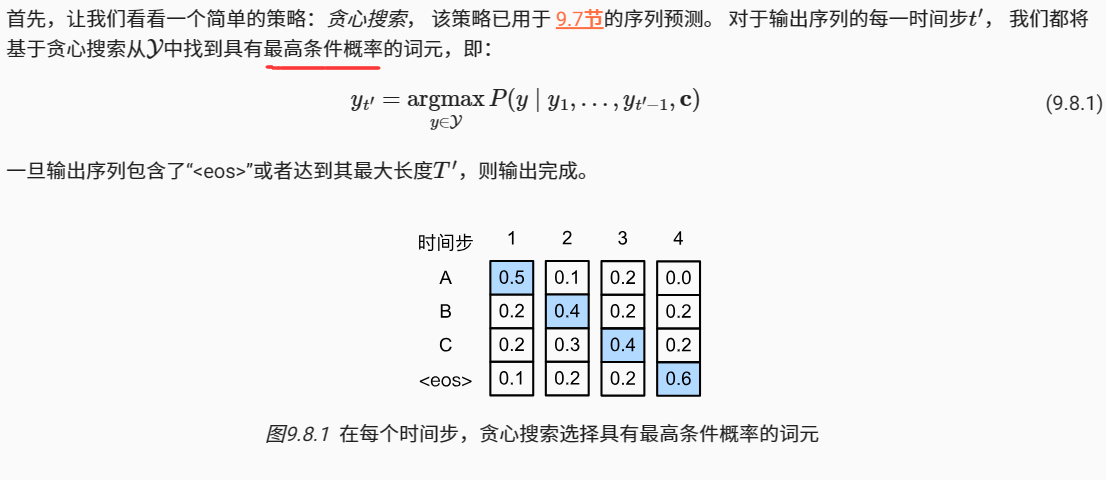 首先，让我们看看一个简单的策略：贪心搜索， 该策略已用于 9.7节的序列预测。 对于输出序列的每一时间步t′， 我们都将
基于贪心搜索从𝒴中找到具有最高条件概率的词元，即：
y_{t′} = argmax_{y∈𝒴} P(y | y_1, …, y_{t′−1}, c) (9.8.1)
一旦输出序列包含了“<eos>”或者达到其最大长度T′，则输出完成。
时间步 1 2 3 4
A 0.5 0.1 0.2 0.0
B 0.2 0.4 0.2 0.2
C 0.2 0.3 0.4 0.2
<eos> 0.1 0.2 0.2 0.6
图9.8.1 在每个时间步，贪心搜索选择具有最高条件概率的词元